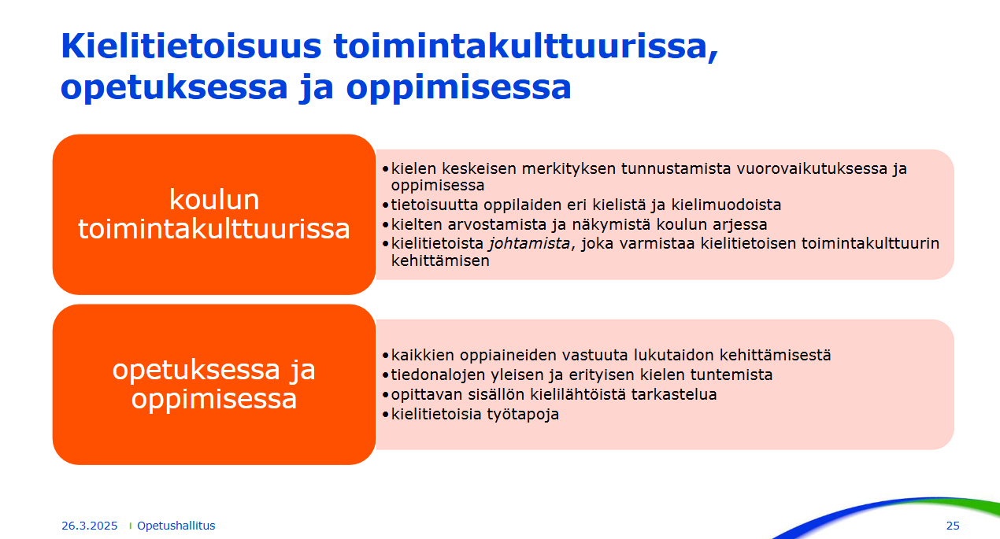 Kielitietoisuus toimintakulttuurissa,
opetuksessa ja oppimisessa
koulun
toimintakulttuurissa
•kielen keskeisen merkityksen tunnustamista vuorovaikutuksessa ja
oppimisessa
•tietoisuutta oppilaiden eri kielistä ja kielimuodoista
•kielten arvostamista ja näkymistä koulun arjessa
•kielitietoista johtamista, joka varmistaa kielitietoisen toimintakulttuurin
kehittämisen
opetuksessa ja
oppimisessa
•kaikkien oppiaineiden vastuuta lukutaidon kehittämisestä
•tiedonalojen yleisen ja erityisen kielen tuntemista
•opittavan sisällön kielilähtöistä tarkastelua
•kielitietoisia työtapoja
26.3.2025 | Opetushallitus
25